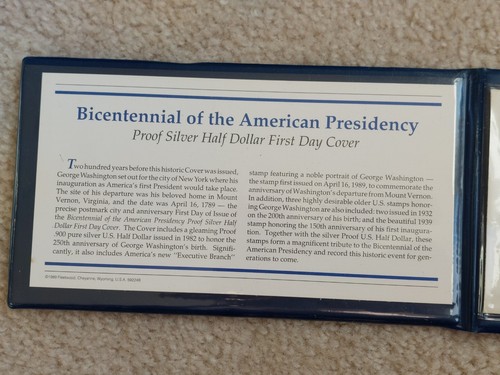 Bicentennial of the American Presidency
Proof Silver Half Dollar First Day Cover
Two hundred years before this historic Cover was issued,
George Washington set out for the city of New York where his
inauguration as America's first President would take place.
The site of his departure was his beloved home in Mount
Vernon, Virginia, and the date was April 16, 1789 — the
precise postmark city and anniversary First Day of Issue of
the Bicentennial of the American Presidency Proof Silver Half
Dollar First Day Cover. The Cover includes a gleaming Proof
.900 pure silver U.S. Half Dollar issued in 1982 to honor the
250th anniversary of George Washington's birth. Signifi-
cantly, it also includes America's new "Executive Branch"
stamp featuring a noble portrait of George Washington —
the stamp first issued on April 16, 1989, to commemorate the
anniversary of Washington's departure from Mount Vernon.
In addition, three highly desirable older U.S. stamps honor-
ing George Washington are also included: two issued in 1932
on the 200th anniversary of his birth; and the beautiful 1939
stamp honoring the 150th anniversary of his first inaugura-
tion. Together with the silver Proof U.S. Half Dollar, these
stamps form a magnificent tribute to the Bicentennial of the
American Presidency and record this historic event for gen-
erations to come.
Fleetwood, Cheyenne, Wyoming, U.S.A.